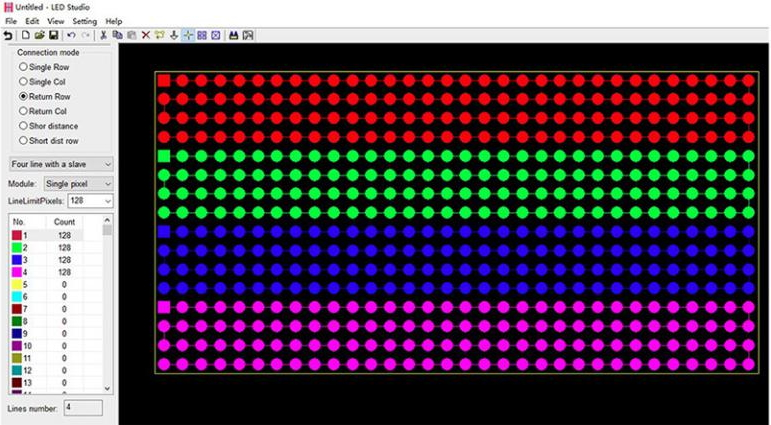 Untitled - LED Studio
File Edit View Setting Help
Connection mode
Single Row
Single Col
Return Row
Return Col
Shor distance
Short dist row
Four line with a slave
Module: Single pixel
LineLimitPixels: 128
No. Count
1 128
2 128
3 128
4 128
5 0
6 0
7 0
8 0
9 0
10 0
11 0
12 0
13 0
Lines number: 4